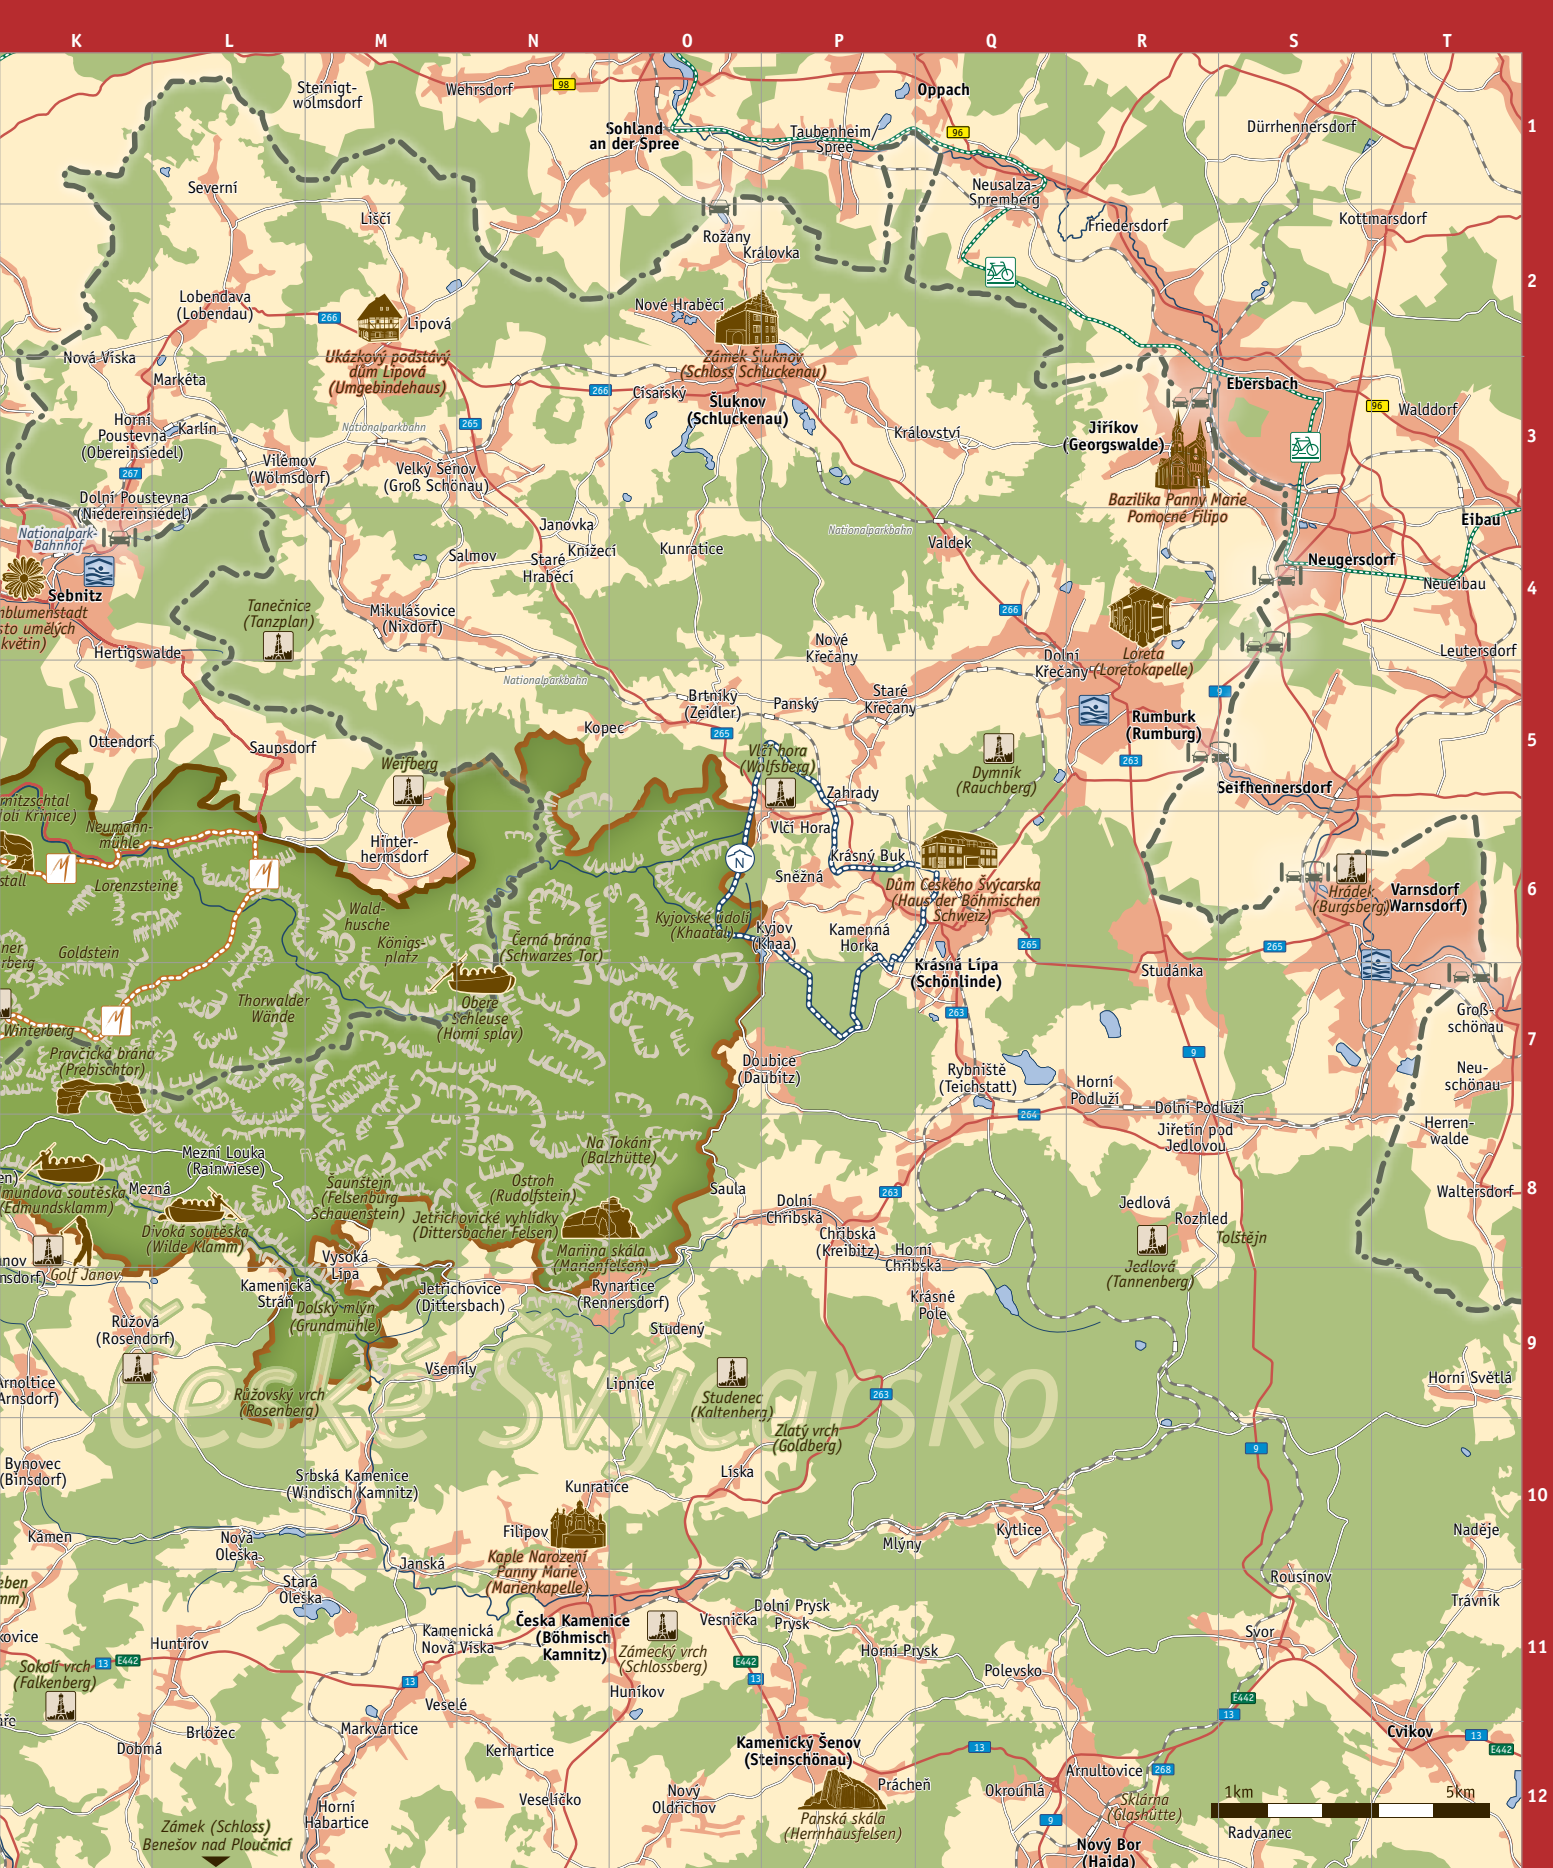 K L M N O P Q R S T
1
2
3
4
5
6
7
8
9
10
11
12
Steinigt-
wolmsdorf
Wehrsdorf
98
Oppach
Sohland
an der Spree
Taubenheim/
Spree
96
Dürrhennersdorf
Severní
Neusalza-
Spremberg
Liščí
Friedersdorf
Kottmarsdorf
Rožany
Královka
Lobendava
(Lobendau)
266
Lipová
Nové Hraběcí
Nová Víska
Ukázkový podstávý
dům Lipová
(Umgebindehaus)
Zámek Šluknov
(Schloss Schluckenau)
Markéta
266
Císařský
Šluknov
(Schluckenau)
Ebersbach
96
Walddorf
Horní
Poustevna
(Obereinsiedel)
Karlín
Nationalparkbahn
265
Království
Jiříkov
(Georgswalde)
267
Vilémov
(Wölmsdorf)
Velký Šenov
(Groß Schönau)
Dolní Poustevna
(Niedereinsiedel)
Bazilika Panny Marie
Pomocné Filipo
Nationalpark-
Bahnhof
Janovka
Knížecí
Nationalparkbahn
Valdek
Eibau
Salmov
Staré
Hraběcí
Kunratice
Neugersdorf
Neueibau
Sebnitz
nblumenstadt
sto umělých
květin)
Tanečnice
(Tanzplan)
Mikulášovice
(Nixdorf)
266
Hertigswalde
Nové
Křečany
Dolní
Křečany
Loreta
(Loretokapelle)
Leutersdorf
Nationalparkbahn
Brtníky
(Zeidler)
Panský
Staré
Křečany
9
Rumburk
(Rumburg)
Kopec
265
Ottendorf
Saupsdorf
Weifberg
Vlčí hora
(Wolfsberg)
Dymník
(Rauchberg)
263
Seifhennersdorf
Zahrady
Neumann-
mühle
Hinter-
hermsdorf
Vlčí Hora
Krásný Buk
N
Lorenzsteine
Sněžná
Dům Českého Švýcarska
(Haus der Böhmischen
Schweiz)
Hrádek
(Burgsberg)
Varnsdorf
(Warnsdorf)
Wald-
husche
Kyjovské údolí
(Khaatal)
Kyjov
(Khaa)
Kamenná
Horka
265
265
Goldstein
Königs-
platz
Černá brána
(Schwarzes Tor)
Krásná Lípa
(Schönlinde)
Studánka
Thorwalder
Wände
Obere
Schleuse
(Horní splav)
263
Groß-
schönau
Winterberg
Pravčická brána
(Prebischtor)
Doubice
(Daubitz)
9
Rybniště
(Teichstatt)
Horní
Podluží
Neu-
schönau
264
Dolní Podluží
Jiřetín pod
Jedlovou
Herren-
walde
Mezní Louka
(Rainwiese)
Na Tokání
(Balzhütte)
Mezná
mundova soutěska
(Edmundsklamm)
Šaunštejn
(Felsenburg
Schauenstein)
Ostroh
(Rudolfstein)
Saula
263
Waltersdorf
Divoká soutěska
(Wilde Klamm)
Jetřichovické vyhlídky
(Dittersbacher Felsen)
Dolní
Chřibská
Jedlová
Rozhled
Tolštějn
Golf Janov
Vysoká
Lípa
Mariina skála
(Marienfelsen)
Chřibská
(Kreibitz)
Horní
Chřibská
Jedlová
(Tannenberg)
Kamenická
Stráň
Jetřichovice
(Dittersbach)
Rynartice
(Rennersdorf)
Krásné
Pole
Dolský mlýn
(Grundmühle)
Růžová
(Rosendorf)
Studený
České Švýcarsko
Všemily
Lipnice
Studenec
(Kaltenberg)
263
Horní Světlá
Arnoltice
Arnsdorf)
Růžovský vrch
(Rosenberg)
Zlatý vrch
(Goldberg)
9
Bynovec
(Binsdorf)
Srbská Kamenice
(Windisch Kamnitz)
Líska
Kunratice
Kámen
Nová
Oleška
Filipov
Kytlice
Mlýny
Naděje
Janská
Kaple Narození
Panny Marie
(Marienkapelle)
Stará
Oleška
Rousínov
Trávník
Česka Kamenice
(Böhmisch
Kamnitz)
Vesnička
Dolní Prysk
Prysk
Kamenická
Nová Víska
Huntířov
Svor
13 E442
Zámecký vrch
(Schlossberg)
Horní Prysk
E442
13
Sokolí vrch
(Falkenberg)
13
Polevsko
Huníkov
E442
13
Veselé
Brložec
Markvartice
Cvikov
13
E442
Dobrná
Kerhartice
Kamenický Šenov
(Steinschönau)
13
Arnultovice
268
Prácheň
Okrouhlá
Veselíčko
Nový
Oldřichov
1km 5km
Sklárna
(Glashütte)
Horní
Habartice
Panská skála
(Herrnhausfelsen)
9
Radvanec
Zámek (Schloss)
Benešov nad Ploučnicí
Nový Bor
(Haida)